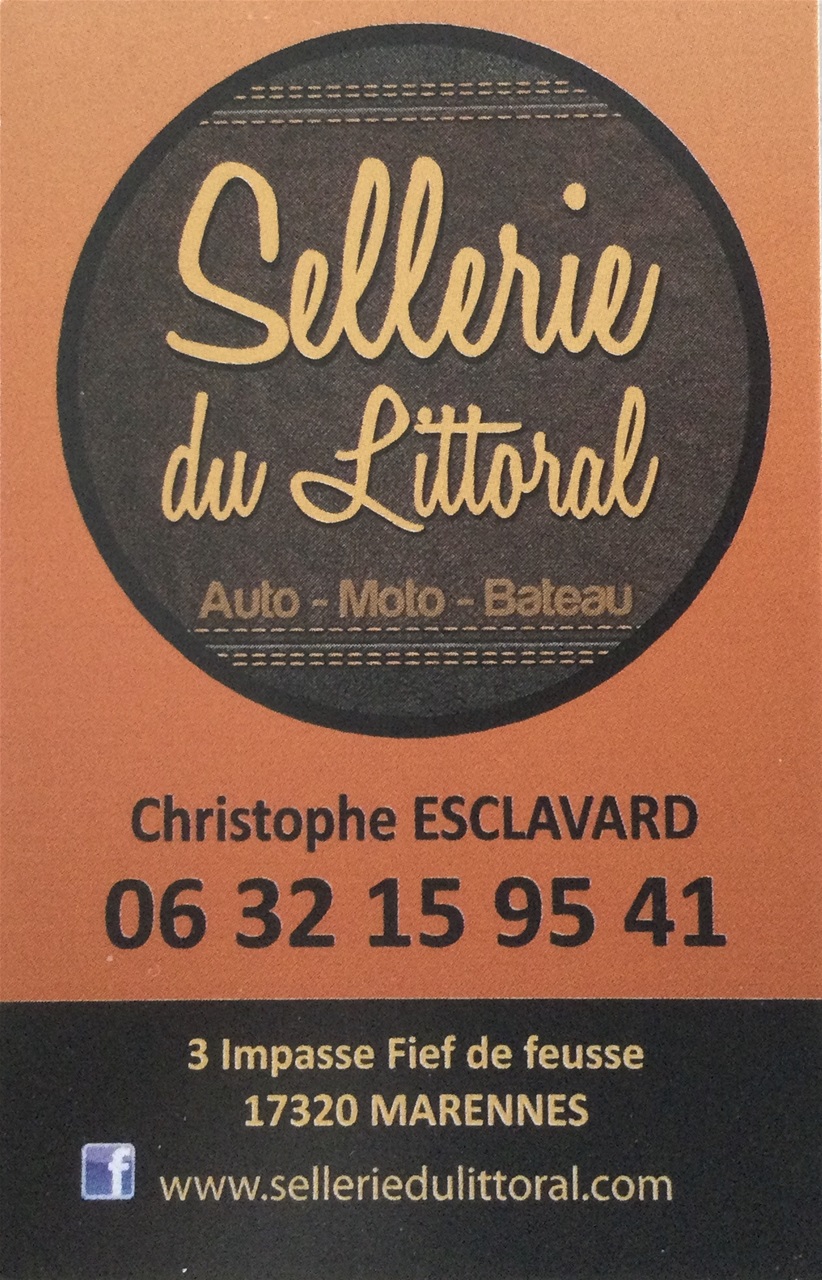 Sellerie
du Littoral
Auto - Moto - Bateau
Christophe ESCLAVARD
06 32 15 95 41
3 Impasse Fief de feusse
17320 MARENNES
f www.selleriedulittoral.com